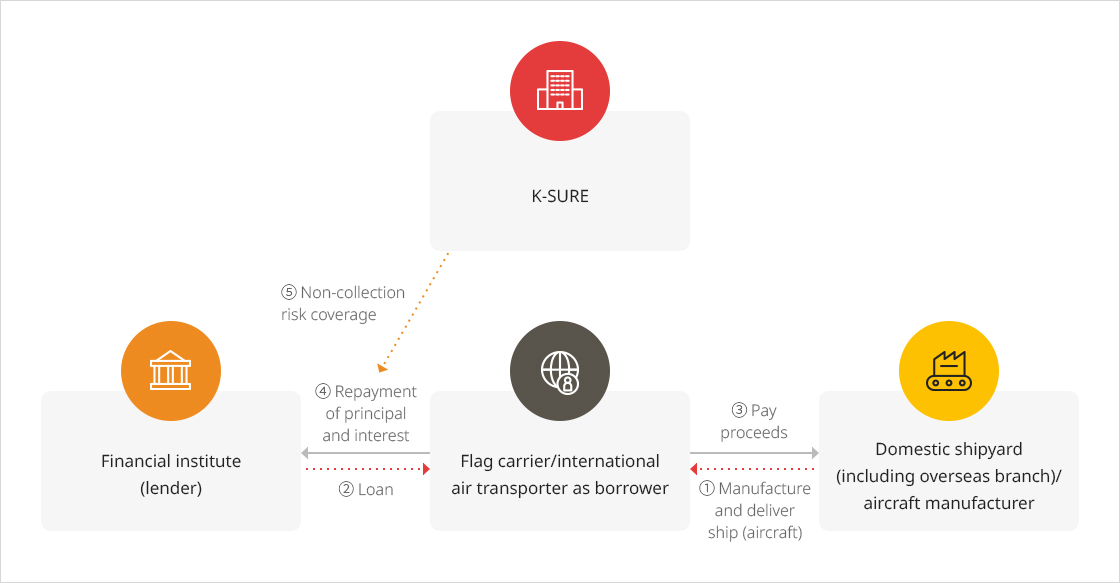 K-SURE
⑤ Non-collection
risk coverage
④ Repayment
of principal
and interest
③ Pay
proceeds
Financial institute
(lender)
② Loan
Flag carrier/international
air transporter as borrower
① Manufacture
and deliver
ship (aircraft)
Domestic shipyard
(including overseas branch)/
aircraft manufacturer